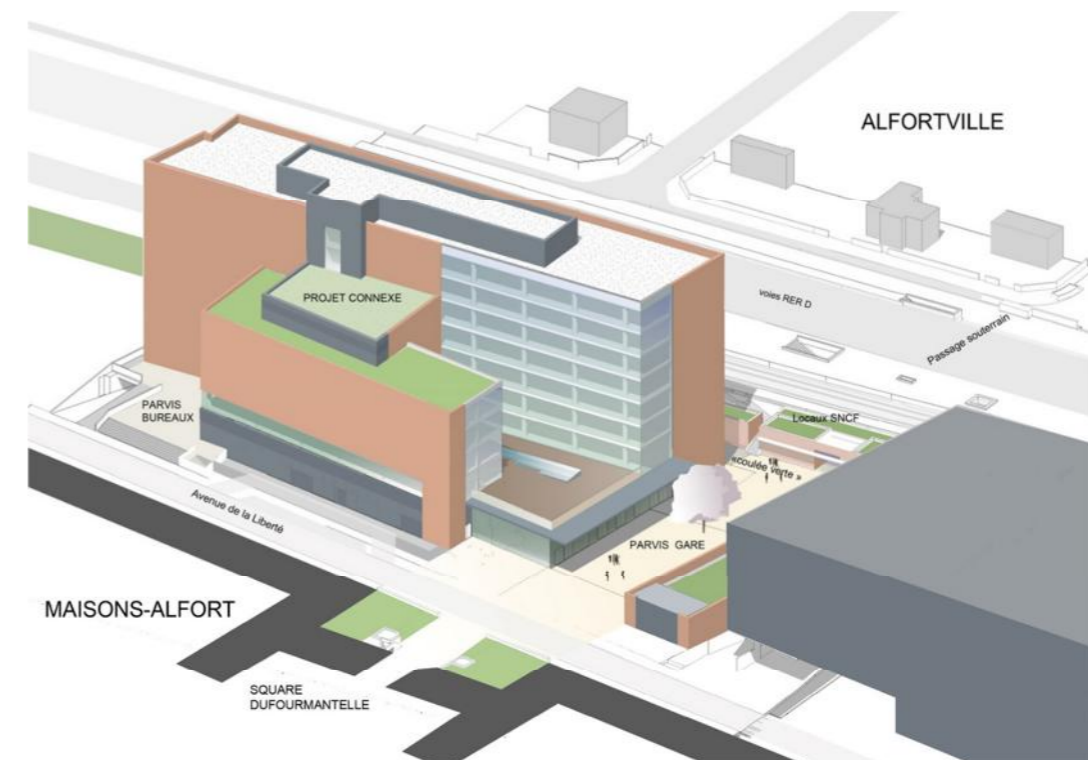 ALFORTVILLE
PROJET CONNEXE
voies RER D
Passage souterrain
PARVIS
BUREAUX
Locaux SNCF
«coulée verte »
Avenue de la Liberté
PARVIS GARE
MAISONS-ALFORT
SQUARE
DUFOURMANTELLE